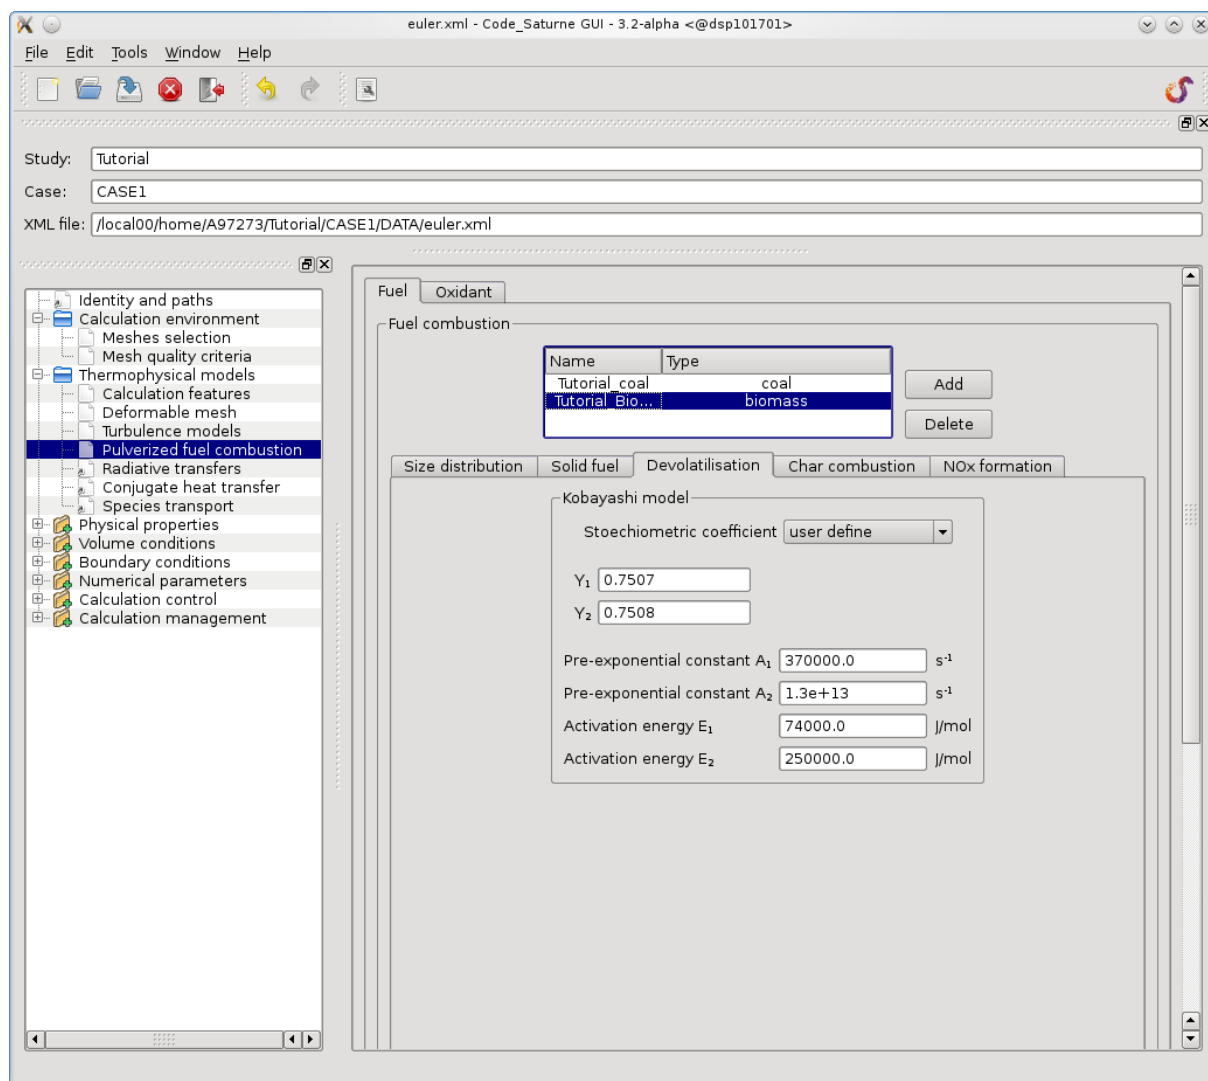 euler.xml - Code_Saturne GUI - 3.2-alpha <@dsp101701>
File Edit Tools Window Help
Study: Tutorial
Case: CASE1
XML file: /local00/home/A97273/Tutorial/CASE1/DATA/euler.xml
Identity and paths
Calculation environment
Meshes selection
Mesh quality criteria
Thermophysical models
Calculation features
Deformable mesh
Turbulence models
Pulverized fuel combustion
Radiative transfers
Conjugate heat transfer
Species transport
Physical properties
Volume conditions
Boundary conditions
Numerical parameters
Calculation control
Calculation management
Fuel Oxidant
Fuel combustion
Name Type
Tutorial_coal coal
Tutorial_Bio... biomass
Add
Delete
Size distribution Solid fuel Devolatilisation Char combustion NOx formation
Kobayashi model
Stoechiometric coefficient user define
Y₁ 0.7507
Y₂ 0.7508
Pre-exponential constant A₁ 370000.0 s⁻¹
Pre-exponential constant A₂ 1.3e+13 s⁻¹
Activation energy E₁ 74000.0 J/mol
Activation energy E₂ 250000.0 J/mol